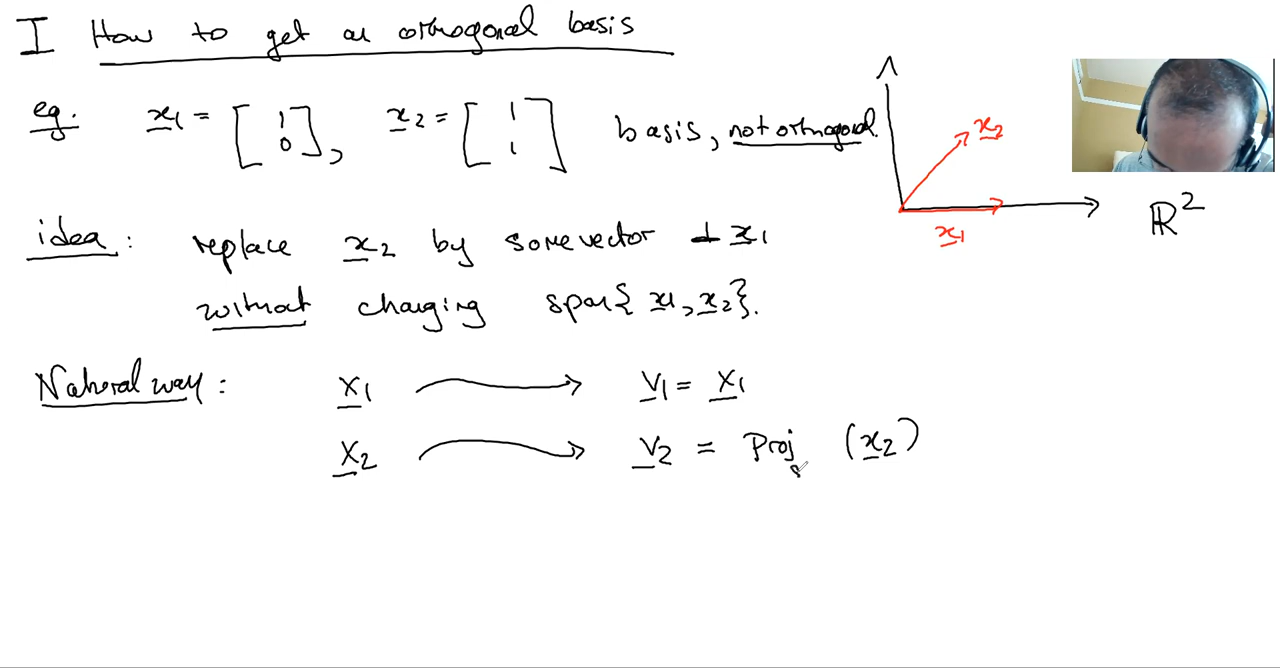 I How to get an orthogonal basis
eg. x1 = [1 0], x2 = [1 1] basis, not orthogonal.
x2
x1
ℝ2
idea: replace x2 by some vector ⊥ x1
without changing span{x1, x2}.
Natural way: x1 → v1 = x1
x2 → v2 = Proj (x2)